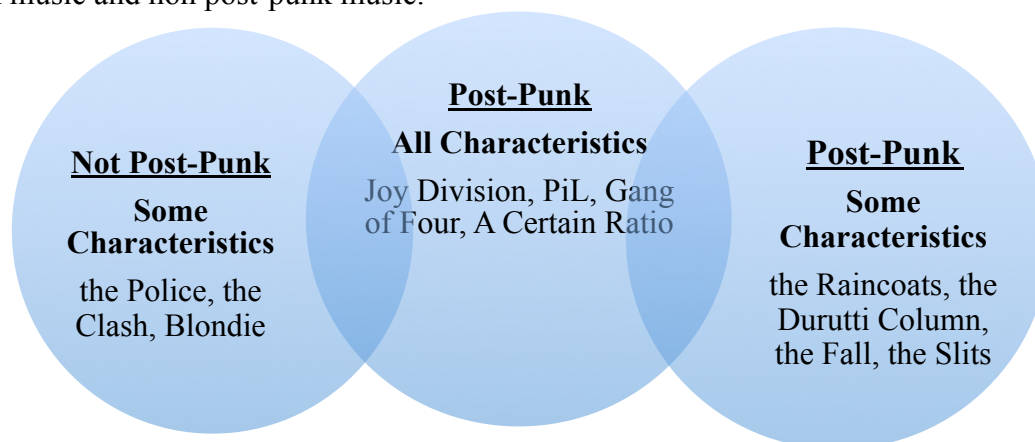 music and non post-punk music.
Not Post-Punk
Some
Characteristics
the Police, the
Clash, Blondie
Post-Punk
All Characteristics
Joy Division, PiL, Gang
of Four, A Certain Ratio
Post-Punk
Some
Characteristics
the Raincoats, the
Durutti Column,
the Fall, the Slits